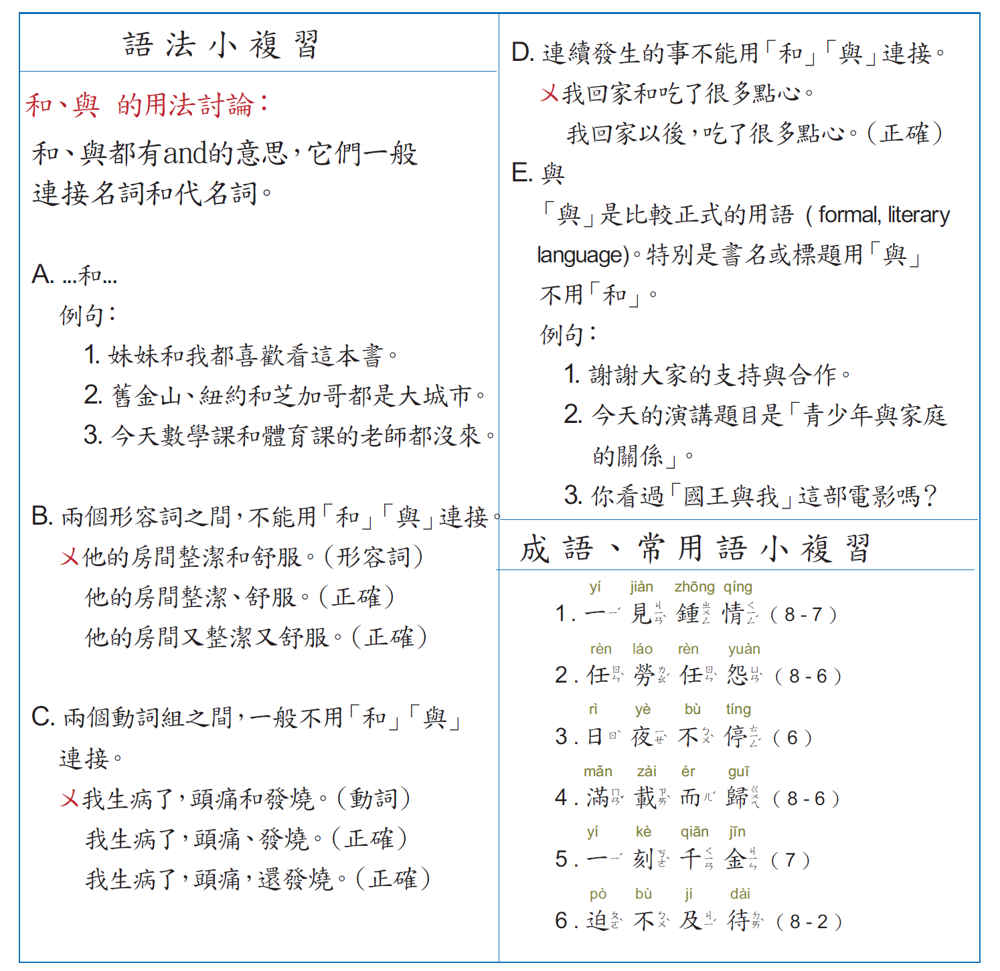 語法小複習
和、與 的用法討論：
和、與都有and的意思，它們一般
連接名詞和代名詞。
A. ...和...
例句：
1. 妹妹和我都喜歡看這本書。
2. 舊金山、紐約和芝加哥都是大城市。
3. 今天數學課和體育課的老師都沒來。
B. 兩個形容詞之間，不能用「和」「與」連接。
㐅他的房間整潔和舒服。（形容詞）
他的房間整潔、舒服。（正確）
他的房間又整潔又舒服。（正確）
C. 兩個動詞組之間，一般不用「和」「與」
連接。
㐅我生病了，頭痛和發燒。（動詞）
我生病了，頭痛、發燒。（正確）
我生病了，頭痛，還發燒。（正確）
D. 連續發生的事不能用「和」「與」連接。
㐅我回家和吃了很多點心。
我回家以後，吃了很多點心。（正確）
E. 與
「與」是比較正式的用語 ( formal, literary
language)。特別是書名或標題用「與」
不用「和」。
例句：
1. 謝謝大家的支持與合作。
2. 今天的演講題目是「青少年與家庭
的關係」。
3. 你看過「國王與我」這部電影嗎？
成語、常用語小複習
yí jiàn zhōng qíng
1. 一ㄧˊ 見ㄐㄧㄢˋ 鍾ㄓㄨㄥ 情ㄑㄧㄥˊ（8-7）
rèn láo rèn yuàn
2. 任ㄖㄣˋ 勞ㄌㄠˊ 任ㄖㄣˋ 怨ㄩㄢˋ（8-6）
rì yè bù tíng
3. 日ㄖˋ 夜ㄧㄝˋ 不ㄅㄨˋ 停ㄊㄧㄥˊ（6）
mǎn zài ér guī
4. 滿ㄇㄢˇ 載ㄗㄞˋ 而ㄦˊ 歸ㄍㄨㄟ（8-6）
yí kè qiān jīn
5. 一ㄧˊ 刻ㄎㄜˋ 千ㄑㄧㄢ 金ㄐㄧㄣ（7）
pò bù jí dài
6. 迫ㄆㄛˋ 不ㄅㄨˋ 及ㄐㄧˊ 待ㄉㄞˋ（8-2）